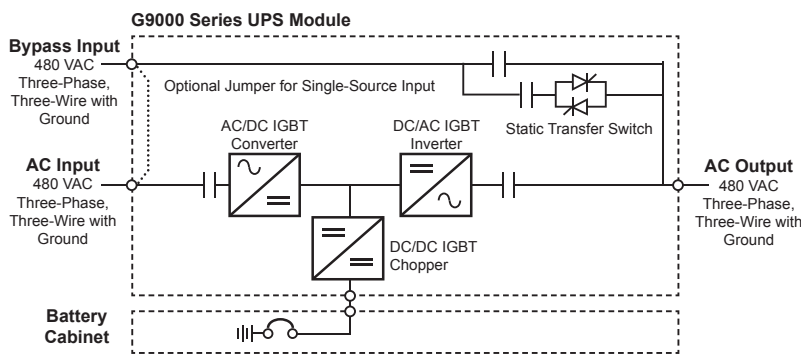 G9000 Series UPS Module
Bypass Input
480 VAC
Three-Phase,
Three-Wire with
Ground
Optional Jumper for Single-Source Input
Static Transfer Switch
AC/DC IGBT
Converter
DC/AC IGBT
Inverter
AC Input
480 VAC
Three-Phase,
Three-Wire with
Ground
AC Output
480 VAC
Three-Phase,
Three-Wire with
Ground
DC/DC IGBT
Chopper
Battery
Cabinet